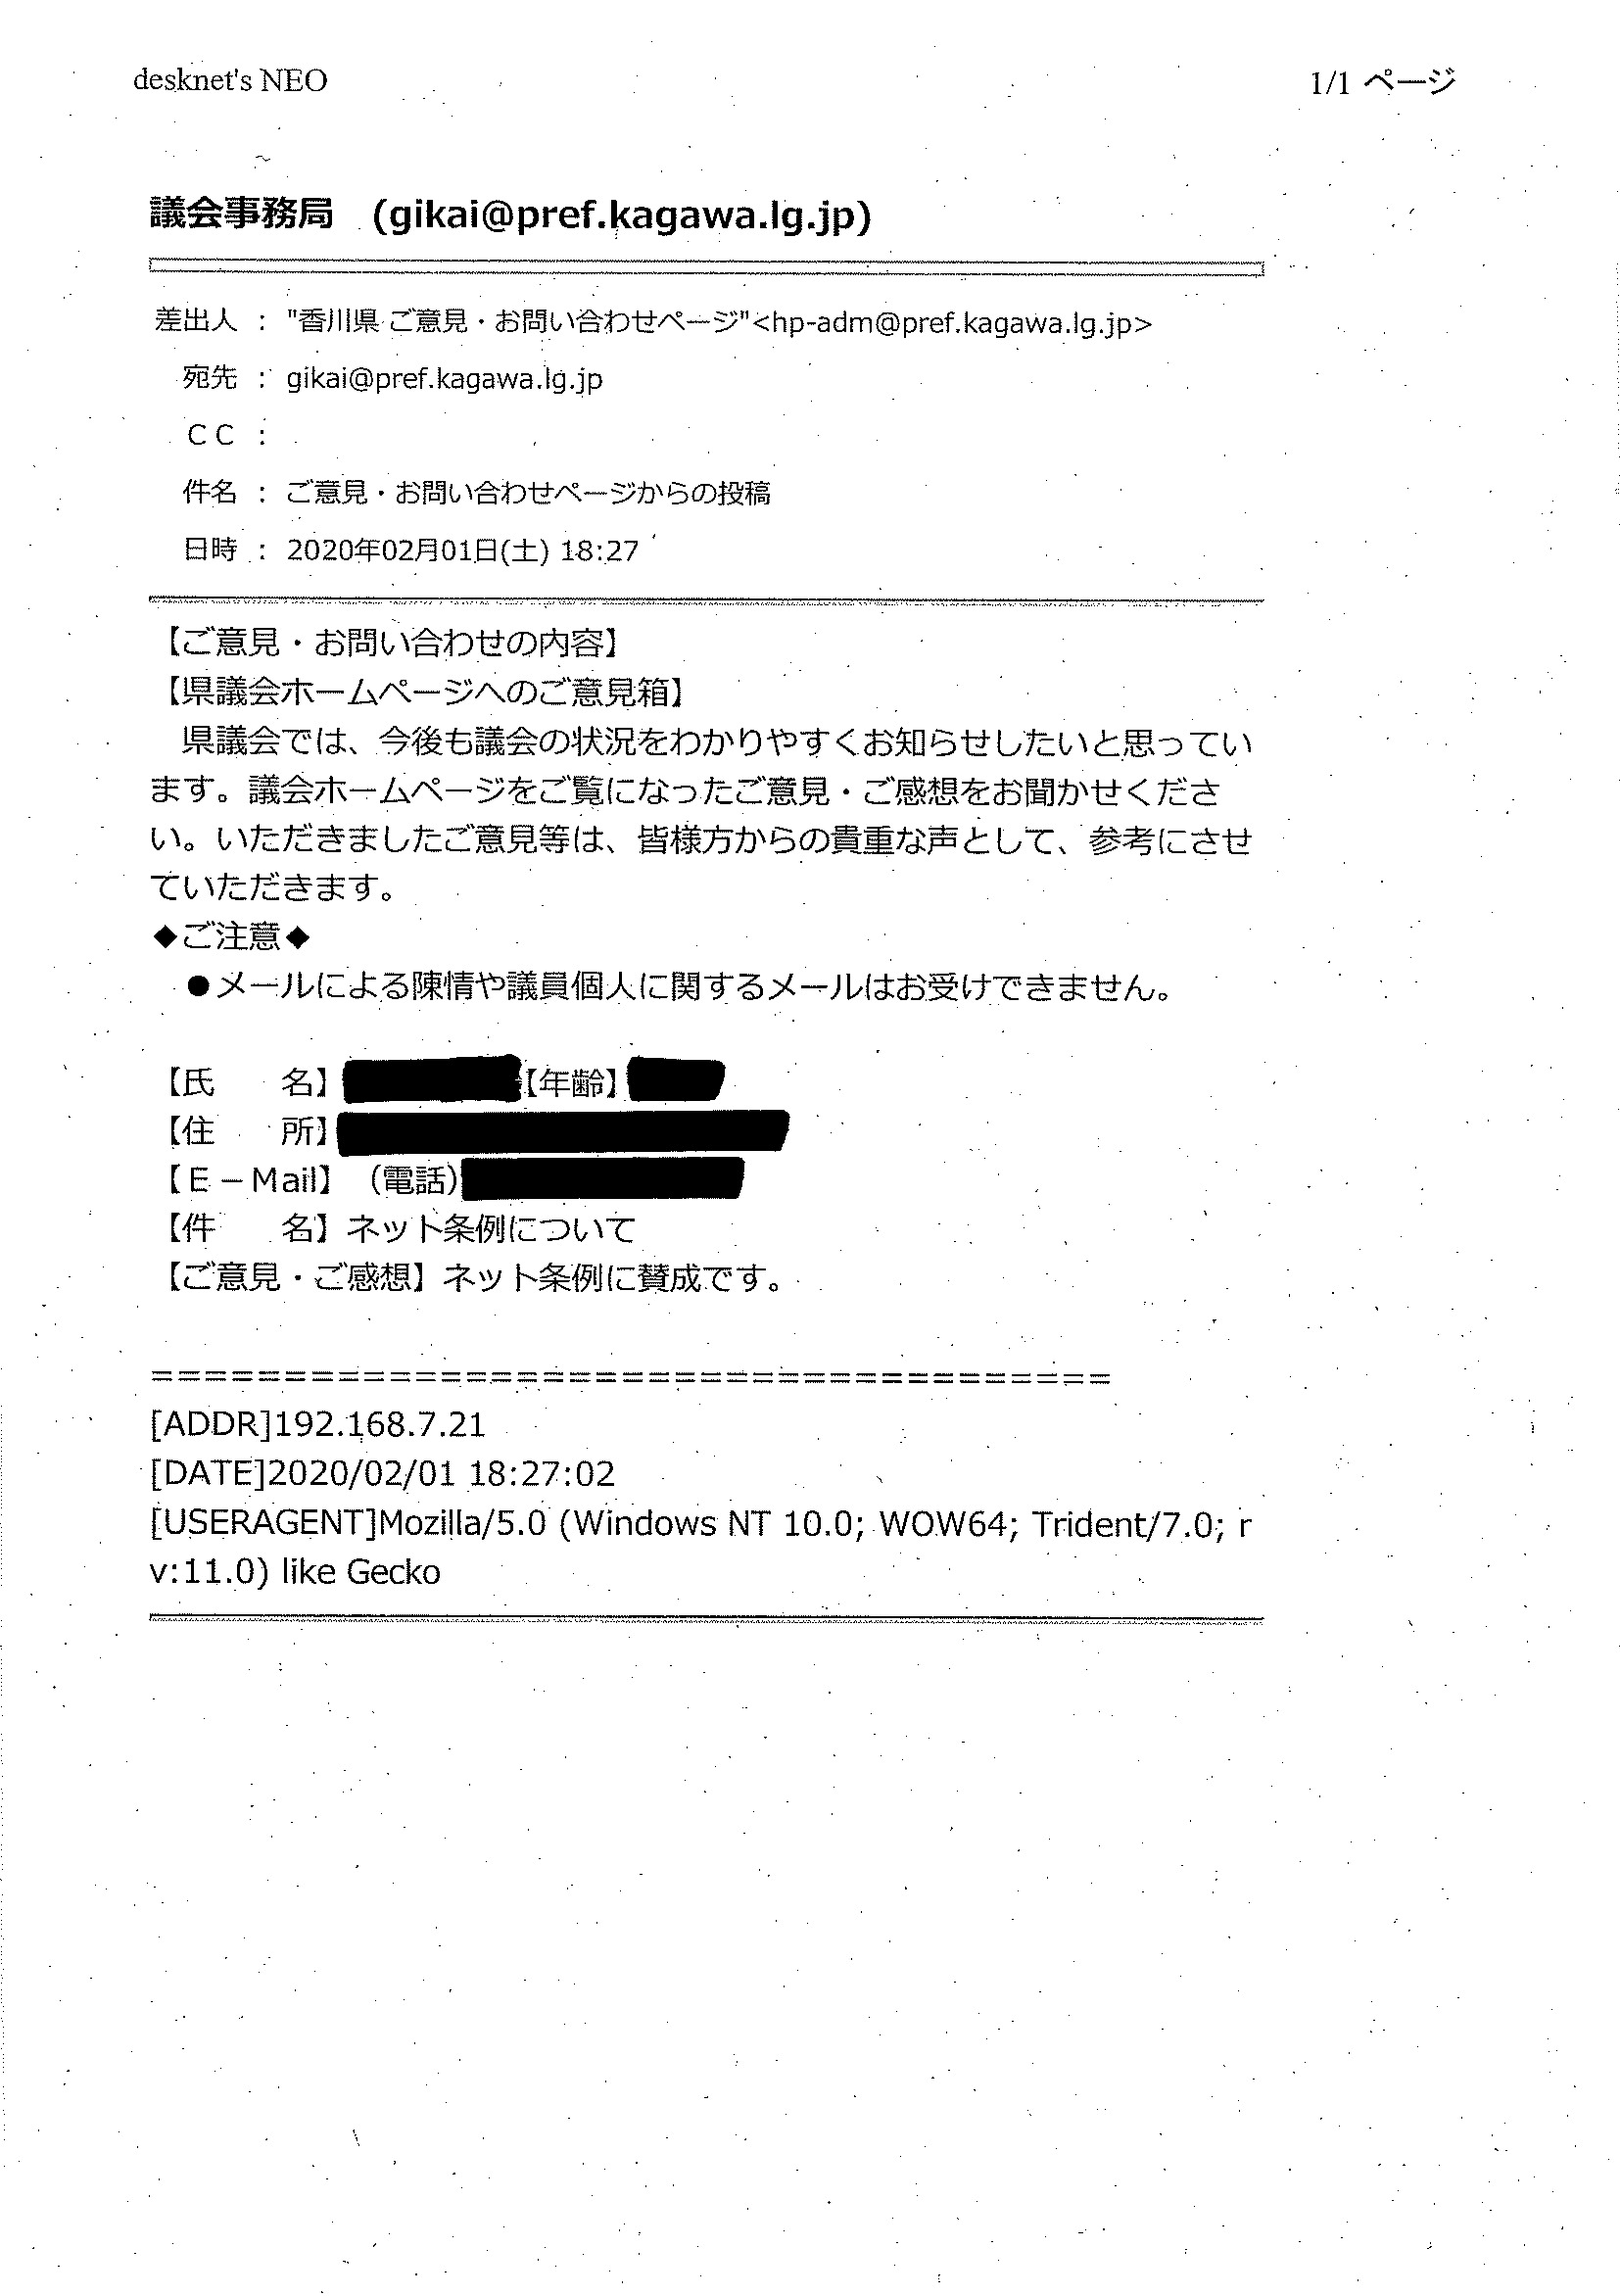 desknet's NEO
1/1 ページ
議会事務局 (gikai@pref.kagawa.lg.jp)
差出人 : "香川県 ご意見・お問い合わせページ"<hp-adm@pref.kagawa.lg.jp>
宛先 : gikai@pref.kagawa.lg.jp
CC :
件名 : ご意見・お問い合わせページからの投稿
日時 : 2020年02月01日(土) 18:27
【ご意見・お問い合わせの内容】
【県議会ホームページへのご意見箱】
　県議会では、今後も議会の状況をわかりやすくお知らせしたいと思ってい
ます。議会ホームページをご覧になったご意見・ご感想をお聞かせくださ
い。いただきましたご意見等は、皆様方からの貴重な声として、参考にさせ
ていただきます。
◆ご注意◆
　●メールによる陳情や議員個人に関するメールはお受けできません。
【氏　　名】【年齢】
【住　　所】
【E－Mail】（電話）
【件　　名】ネット条例について
【ご意見・ご感想】ネット条例に賛成です。
=====================================
[ADDR]192.168.7.21
[DATE]2020/02/01 18:27:02
[USERAGENT]Mozilla/5.0 (Windows NT 10.0; WOW64; Trident/7.0; r
v:11.0) like Gecko